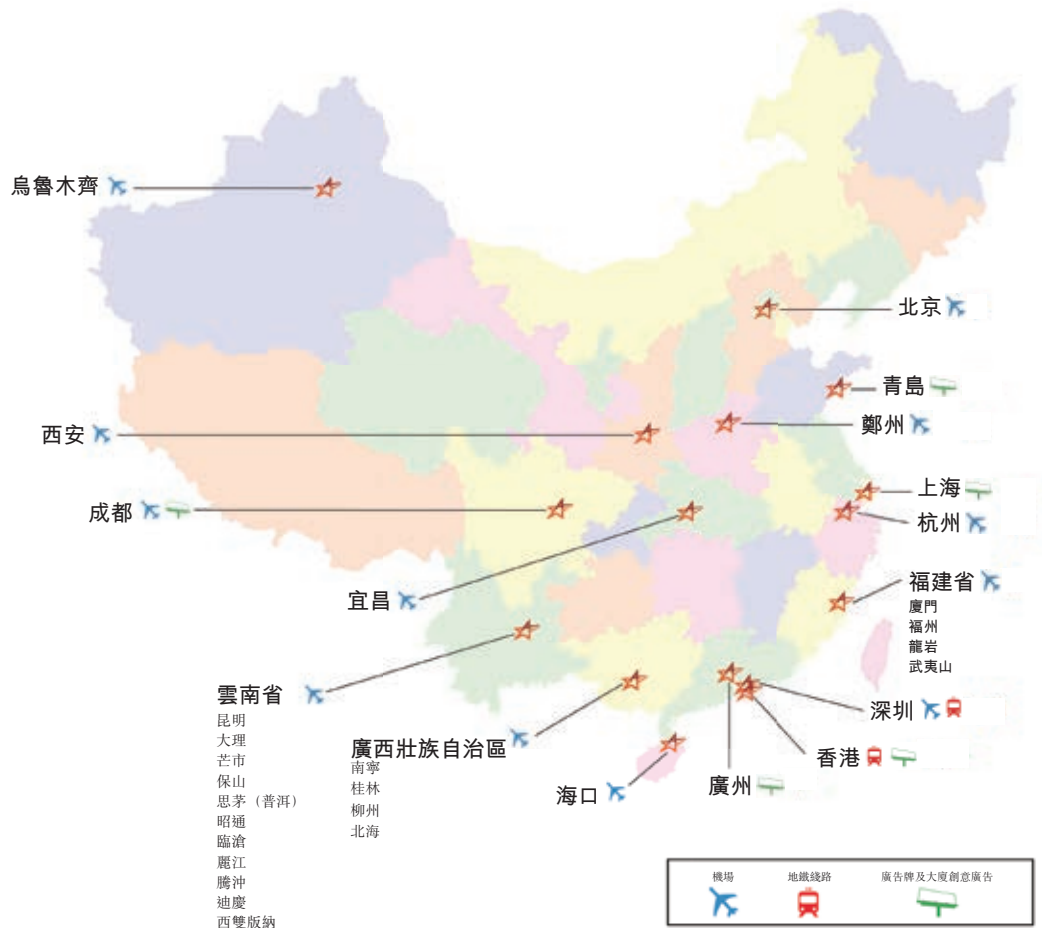 烏魯木齊
北京
青島
西安
鄭州
成都
上海
杭州
宜昌
福建省
廈門
福州
龍岩
武夷山
雲南省
昆明
大理
芒市
保山
思茅（普洱）
昭通
臨滄
麗江
騰沖
迪慶
西雙版納
廣西壯族自治區
南寧
桂林
柳州
北海
海口
廣州
深圳
香港
機場
地鐵綫路
廣告牌及大廈創意廣告